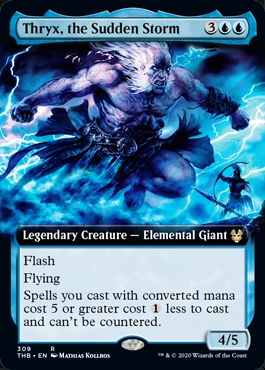 Thryx, the Sudden Storm 3
Legendary Creature — Elemental Giant
Flash
Flying
Spells you cast with converted mana
cost 5 or greater cost 1 less to cast
and can't be countered.
4/5
309 R
THB • EN Mathias Kollros
™ & © 2020 Wizards of the Coast